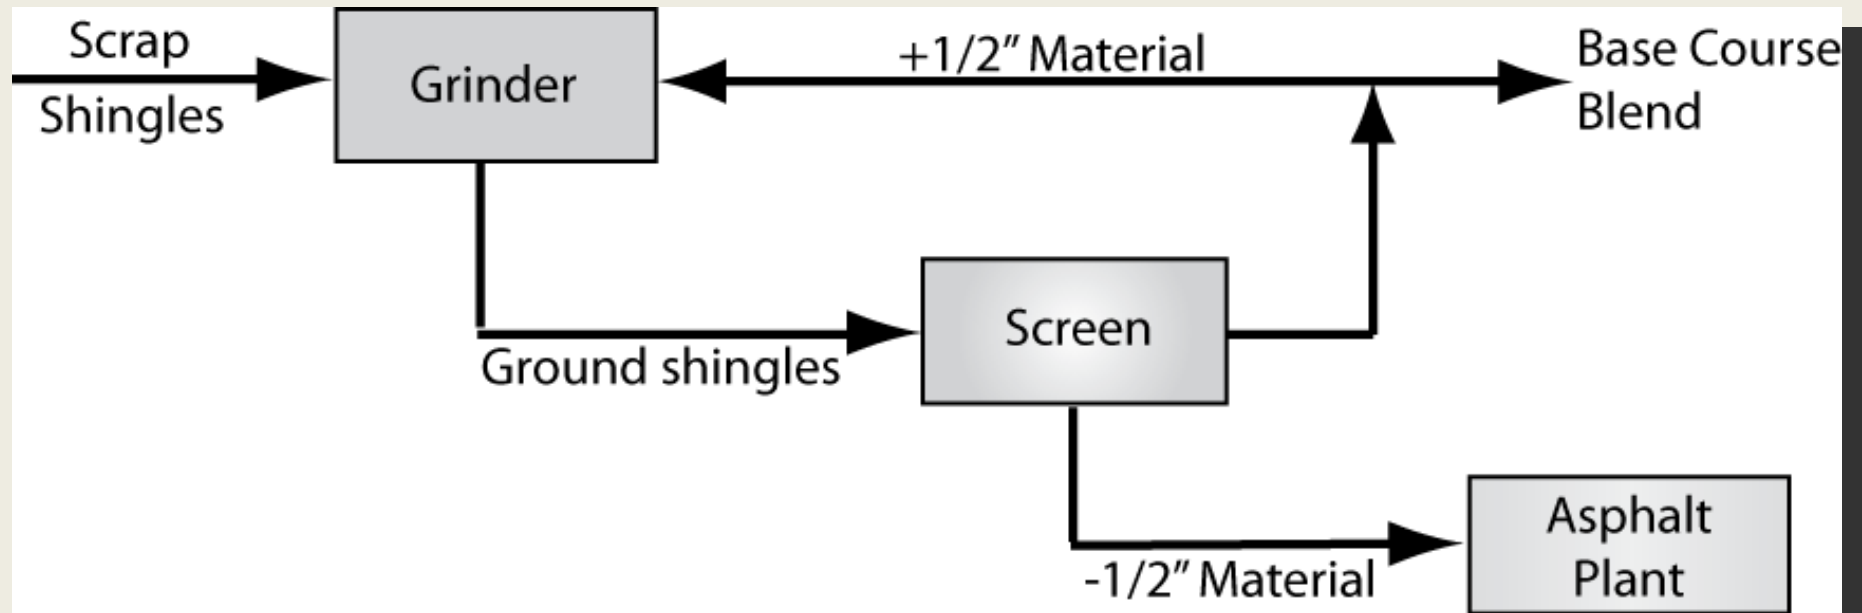 Scrap
Shingles
Grinder
+1/2” Material
Base Course
Blend
Ground shingles
Screen
-1/2” Material
Asphalt
Plant